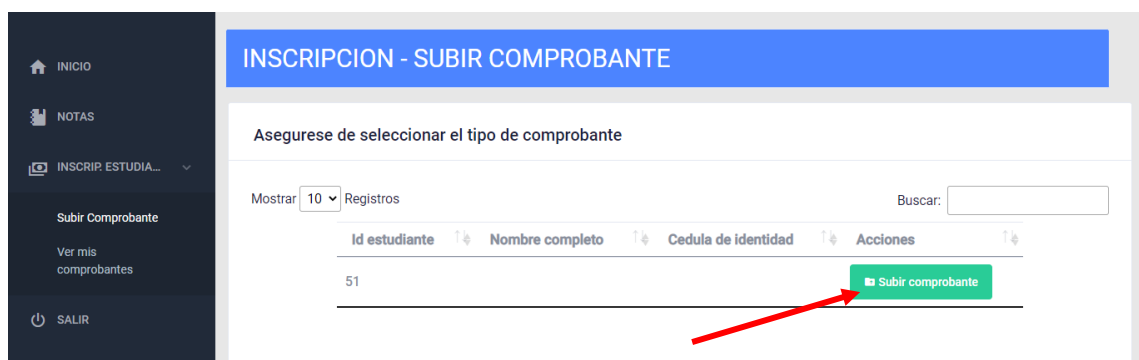 INICIO
NOTAS
INSCRIP. ESTUDIA...
Subir Comprobante
Ver mis
comprobantes
SALIR
INSCRIPCION - SUBIR COMPROBANTE
Asegurese de seleccionar el tipo de comprobante
Mostrar 10 Registros
Buscar:
Id estudiante Nombre completo Cedula de identidad Acciones
51 Subir comprobante